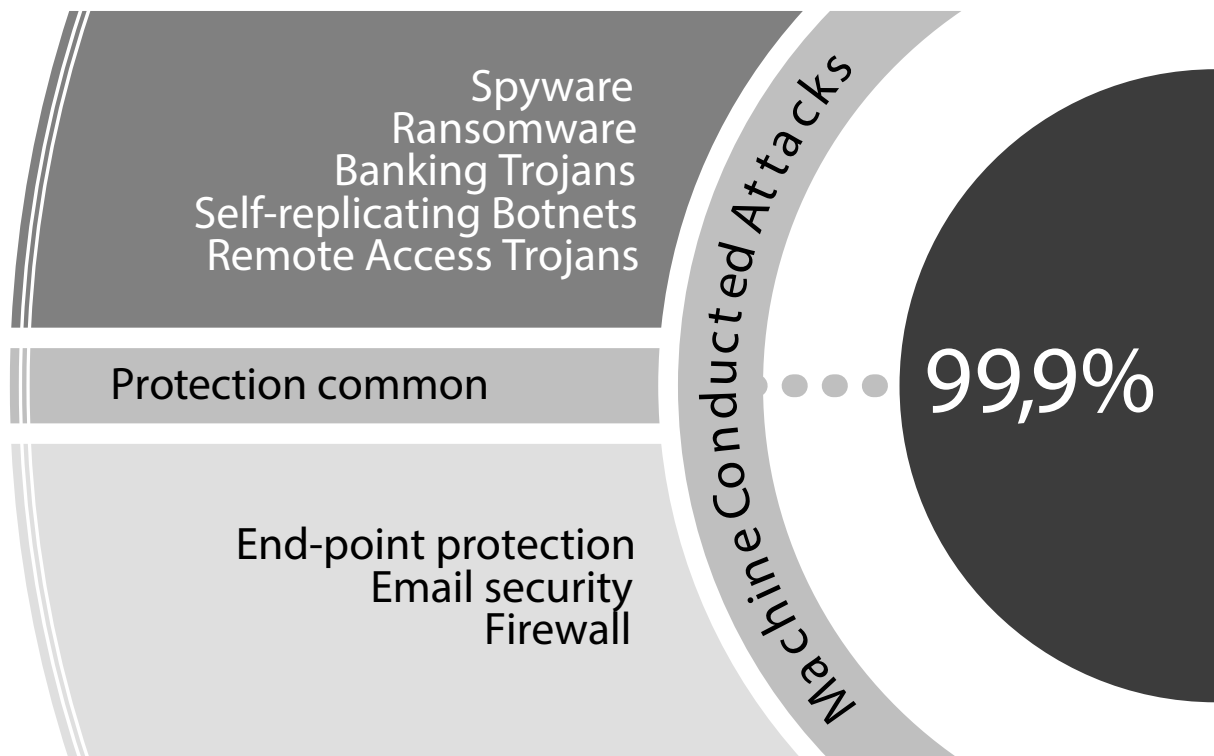 Spyware
Ransomware
Banking Trojans
Self-replicating Botnets
Remote Access Trojans
Protection common
End-point protection
Email security
Firewall
Machine Conducted Attacks
99,9%